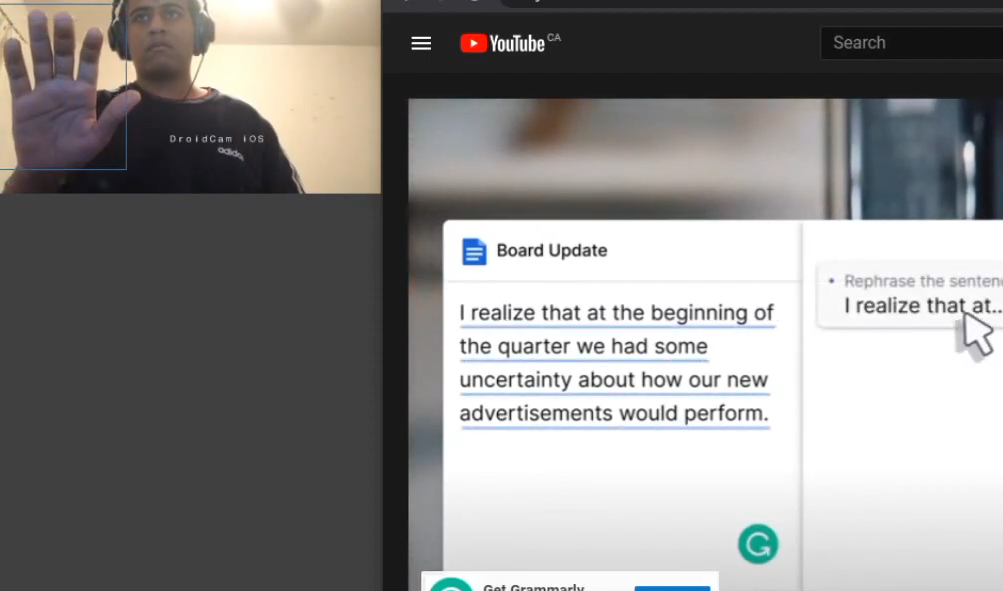 DroidCam iOS
adidas
YouTube CA
Search
Board Update
I realize that at the beginning of
the quarter we had some
uncertainty about how our new
advertisements would perform.
• Rephrase the senten
I realize that at...
Get Grammarly